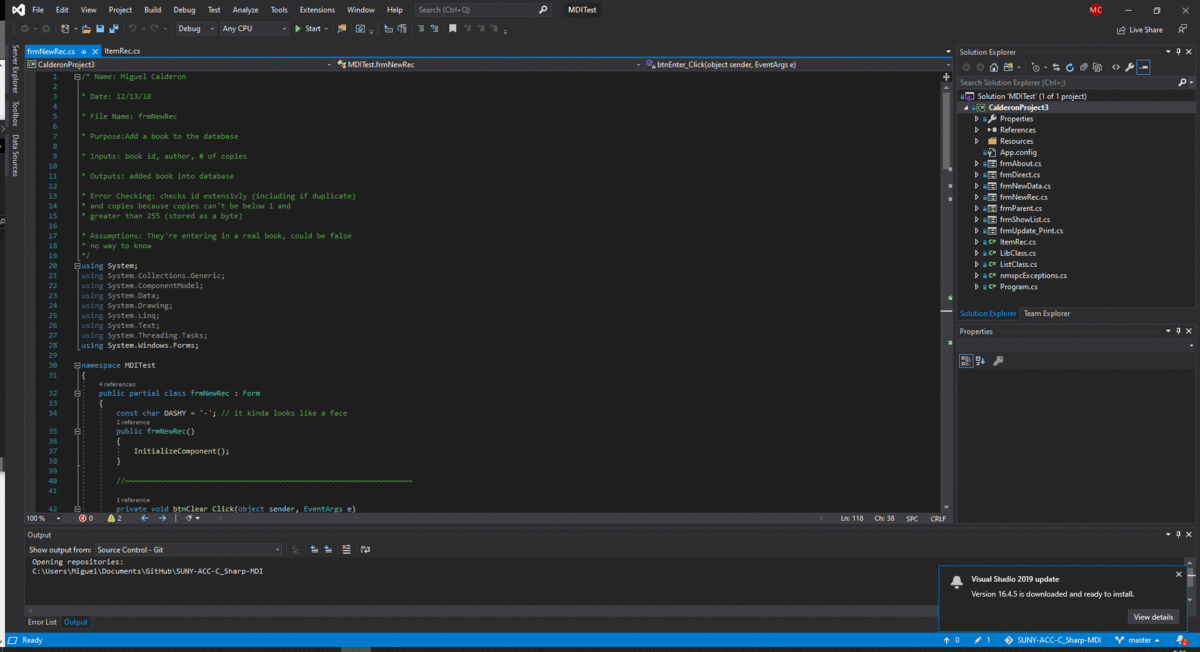 File Edit View Project Build Debug Test Analyze Tools Extensions Window Help Search (Ctrl+Q) MDITest MC
Debug Any CPU Start Live Share
Server Explorer
Toolbox
Data Sources
frmNewRec.cs ItemRec.cs
CalderonProject3 MDITest.frmNewRec btnEnter_Click(object sender, EventArgs e)
1 /* Name: Miguel Calderon
2
3 * Date: 12/13/18
4
5 * File Name: frmNewRec
6
7 * Purpose:Add a book to the database
8
9 * Inputs: book id, author, # of copies
10
11 * Outputs: added book into database
12
13 * Error Checking: checks id extensivly (including if duplicate)
14 * and copies because copies can't be below 1 and
15 * greater than 255 (stored as a byte)
16
17 * Assumptions: They're entering in a real book, could be false
18 * no way to know
19 */
20 using System;
21 using System.Collections.Generic;
22 using System.ComponentModel;
23 using System.Data;
24 using System.Drawing;
25 using System.Linq;
26 using System.Text;
27 using System.Threading.Tasks;
28 using System.Windows.Forms;
29
30 namespace MDITest
31 {
4 references
32 public partial class frmNewRec : Form
33 {
34 const char DASHY = '-'; // it kinda looks like a face
1 reference
35 public frmNewRec()
36 {
37 InitializeComponent();
38 }
39
40 //~~~~~~~~~~~~~~~~~~~~~~~~~~~~~~~~~~~~~~~~~~~~~~~~~~~~~~~~~~~~~~~~~
41
1 reference
42 private void btnClear_Click(object sender, EventArgs e)
100 % 0 2 Ln: 118 Ch: 38 SPC CRLF
Solution Explorer
Search Solution Explorer (Ctrl+;)
Solution 'MDITest' (1 of 1 project)
CalderonProject3
Properties
References
Resources
App.config
frmAbout.cs
frmDirect.cs
frmNewData.cs
frmNewRec.cs
frmParent.cs
frmShowList.cs
frmUpdate_Print.cs
ItemRec.cs
LibClass.cs
ListClass.cs
nmspcExceptions.cs
Program.cs
Solution Explorer Team Explorer
Properties
Output
Show output from: Source Control - Git
Opening repositories:
C:\Users\Miguel\Documents\GitHub\SUNY-ACC-C_Sharp-MDI
Error List Output
Visual Studio 2019 update
Version 16.4.5 is downloaded and ready to install.
View details
Ready 0 1 SUNY-ACC-C_Sharp-MDI master